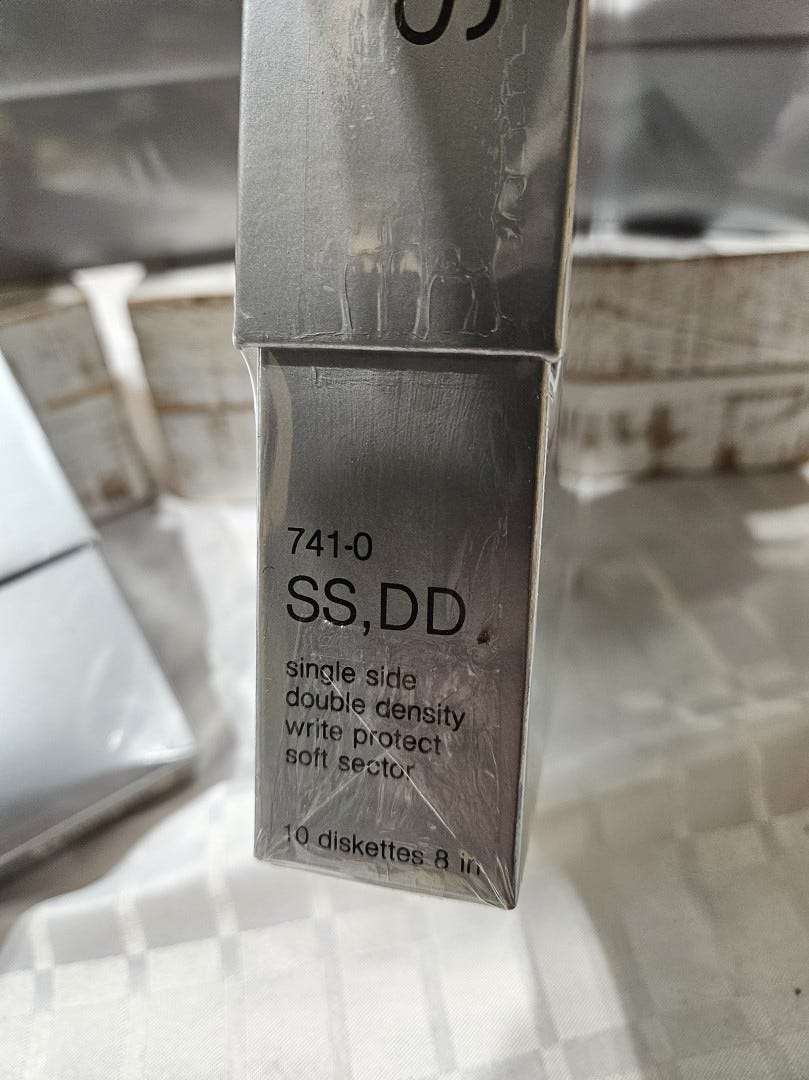 741-0
SS,DD
single side
double density
write protect
soft sector
10 diskettes 8 in